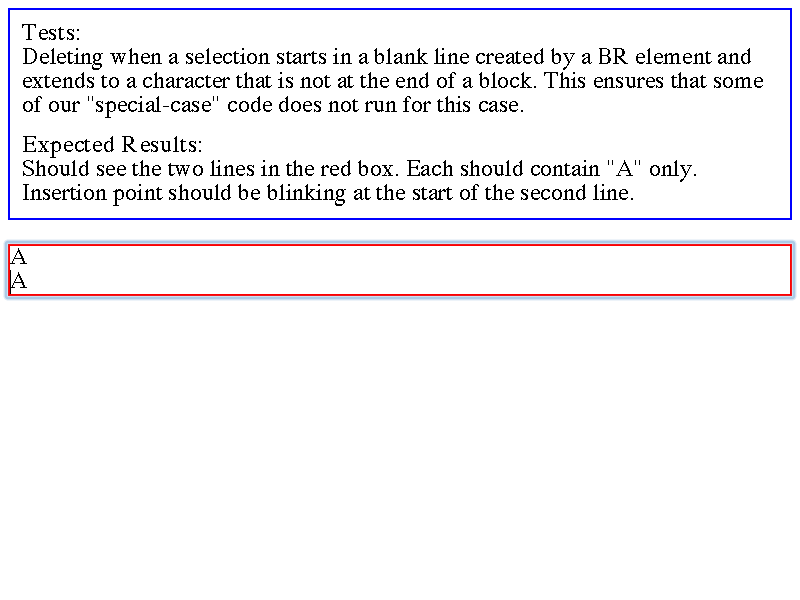 Tests:
Deleting when a selection starts in a blank line created by a BR element and
extends to a character that is not at the end of a block. This ensures that some
of our "special-case" code does not run for this case.
Expected Results:
Should see the two lines in the red box. Each should contain "A" only.
Insertion point should be blinking at the start of the second line.
A
A